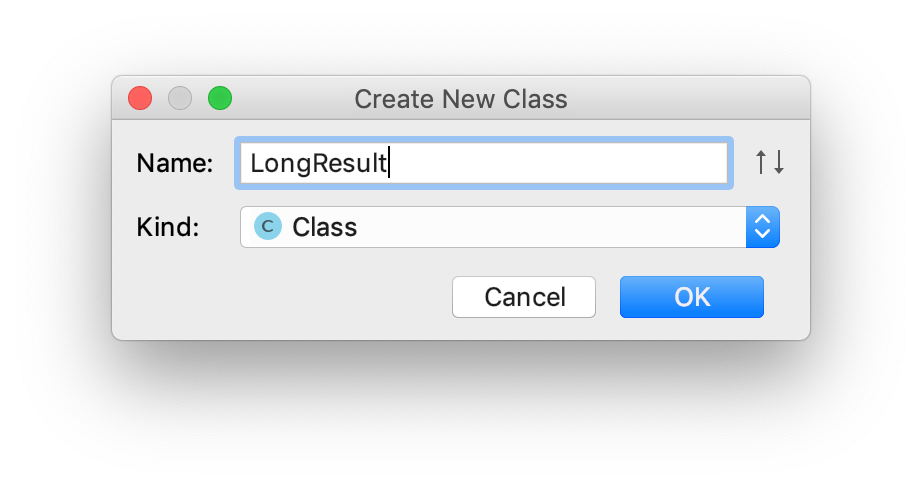 Create New Class
Name: LongResult
Kind: C Class
Cancel OK